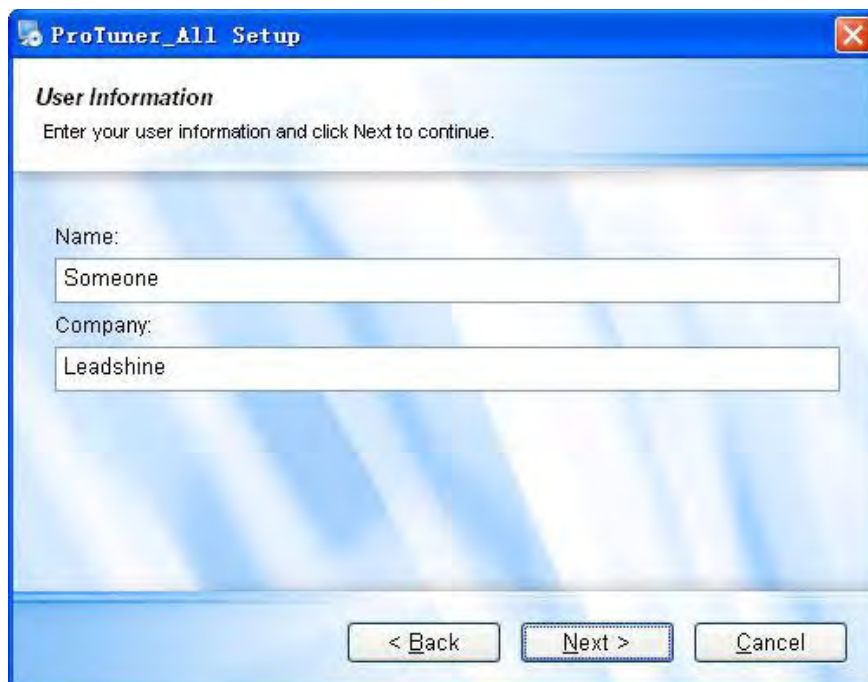 ProTuner_All Setup
User Information
Enter your user information and click Next to continue.
Name:
Someone
Company:
Leadshine
< Back Next > Cancel